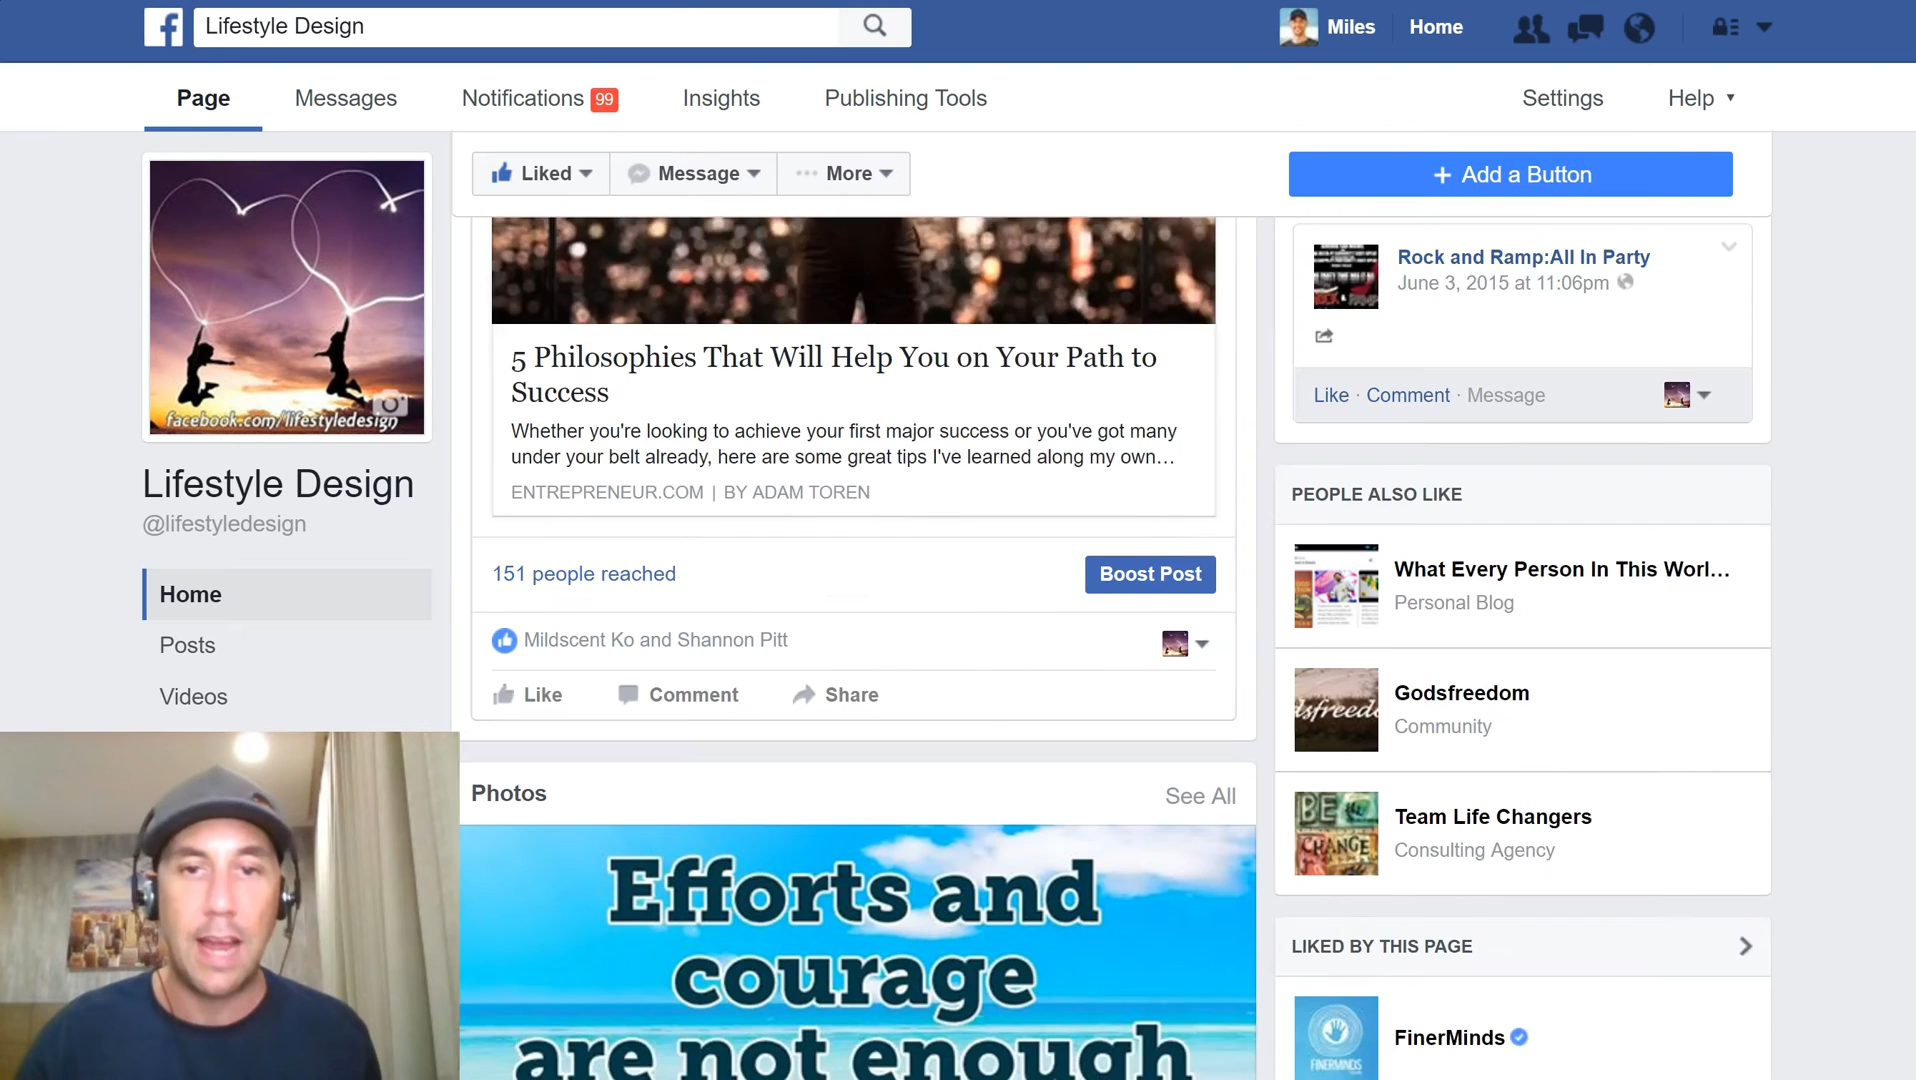 Lifestyle Design
Miles
Home
Page
Messages
Notifications 99
Insights
Publishing Tools
Settings
Help
Liked
Message
More
+ Add a Button
facebook.com/lifestyledesign
Lifestyle Design
@lifestyledesign
Home
Posts
Videos
5 Philosophies That Will Help You on Your Path to
Success
Whether you're looking to achieve your first major success or you've got many
under your belt already, here are some great tips I've learned along my own…
ENTREPRENEUR.COM | BY ADAM TOREN
151 people reached
Boost Post
Mildscent Ko and Shannon Pitt
Like
Comment
Share
Photos
See All
Efforts and
courage
are not enough
Rock and Ramp:All In Party
June 3, 2015 at 11:06pm
Like · Comment · Message
PEOPLE ALSO LIKE
What Every Person In This Worl…
Personal Blog
Godsfreedom
Community
BE the
CHANGE
Team Life Changers
Consulting Agency
LIKED BY THIS PAGE
FINERMINDS
FinerMinds